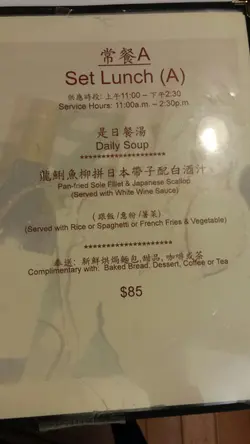 常餐A
Set Lunch (A)
供應時段: 上午11:00 – 下午2:30
Service Hours: 11:00a.m. – 2:30p.m.
是日餐湯
Daily Soup
********************
龍脷魚柳拼日本帶子配白酒汁
Pan-fried Sole Fillet & Japanese Scallop
(Served with White Wine Sauce)
( 跟飯 /意粉 /薯菜)
(Served with Rice or Spaghetti or French Fries & Vegetable)
********************
奉送: 新鮮烘焗麵包,甜品,咖啡或茶
Complimentary with: Baked Bread, Dessert, Coffee or Tea
$85